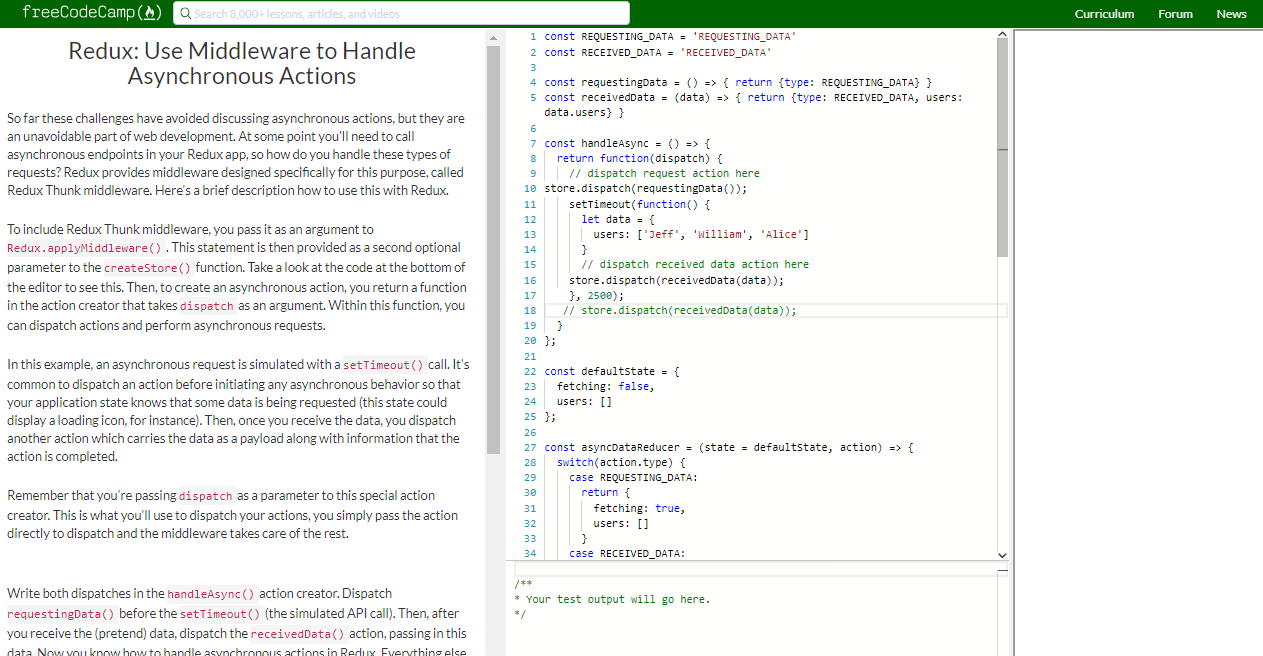 freeCodeCamp
Search 8,000+ lessons, articles, and videos
Curriculum Forum News
Redux: Use Middleware to Handle
Asynchronous Actions
So far these challenges have avoided discussing asynchronous actions, but they are
an unavoidable part of web development. At some point you'll need to call
asynchronous endpoints in your Redux app, so how do you handle these types of
requests? Redux provides middleware designed specifically for this purpose, called
Redux Thunk middleware. Here's a brief description how to use this with Redux.
To include Redux Thunk middleware, you pass it as an argument to
Redux.applyMiddleware() . This statement is then provided as a second optional
parameter to the createStore() function. Take a look at the code at the bottom of
the editor to see this. Then, to create an asynchronous action, you return a function
in the action creator that takes dispatch as an argument. Within this function, you
can dispatch actions and perform asynchronous requests.
In this example, an asynchronous request is simulated with a setTimeout() call. It's
common to dispatch an action before initiating any asynchronous behavior so that
your application state knows that some data is being requested (this state could
display a loading icon, for instance). Then, once you receive the data, you dispatch
another action which carries the data as a payload along with information that the
action is completed.
Remember that you're passing dispatch as a parameter to this special action
creator. This is what you'll use to dispatch your actions, you simply pass the action
directly to dispatch and the middleware takes care of the rest.
Write both dispatches in the handleAsync() action creator. Dispatch
requestingData() before the setTimeout() (the simulated API call). Then, after
you receive the (pretend) data, dispatch the receivedData() action, passing in this
data. Now you know how to handle asynchronous actions in Redux. Everything else
1 const REQUESTING_DATA = 'REQUESTING_DATA'
2 const RECEIVED_DATA = 'RECEIVED_DATA'
3
4 const requestingData = () => { return {type: REQUESTING_DATA} }
5 const receivedData = (data) => { return {type: RECEIVED_DATA, users:
data.users} }
6
7 const handleAsync = () => {
8 return function(dispatch) {
9 // dispatch request action here
10 store.dispatch(requestingData());
11 setTimeout(function() {
12 let data = {
13 users: ['Jeff', 'William', 'Alice']
14 }
15 // dispatch received data action here
16 store.dispatch(receivedData(data));
17 }, 2500);
18 // store.dispatch(receivedData(data));
19 }
20 };
21
22 const defaultState = {
23 fetching: false,
24 users: []
25 };
26
27 const asyncDataReducer = (state = defaultState, action) => {
28 switch(action.type) {
29 case REQUESTING_DATA:
30 return {
31 fetching: true,
32 users: []
33 }
34 case RECEIVED_DATA:
/**
* Your test output will go here.
*/